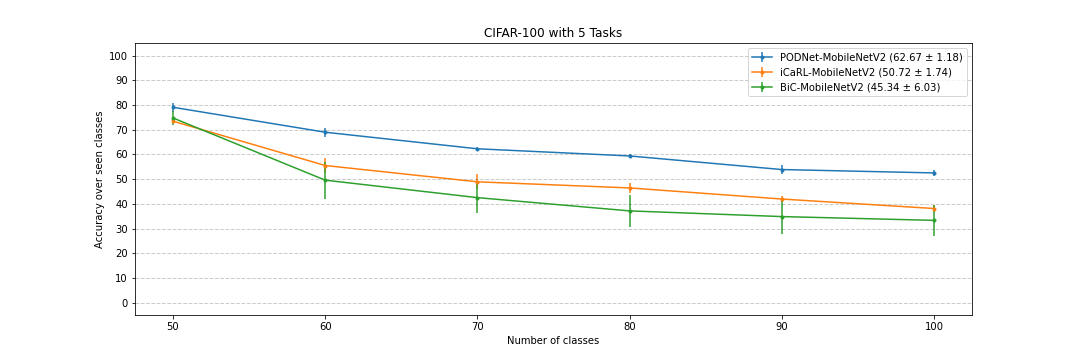 CIFAR-100 with 5 Tasks
PODNet-MobileNetV2 (62.67 ± 1.18)
iCaRL-MobileNetV2 (50.72 ± 1.74)
BiC-MobileNetV2 (45.34 ± 6.03)
Accuracy over seen classes
100
90
80
70
60
50
40
30
20
10
0
50 60 70 80 90 100
Number of classes